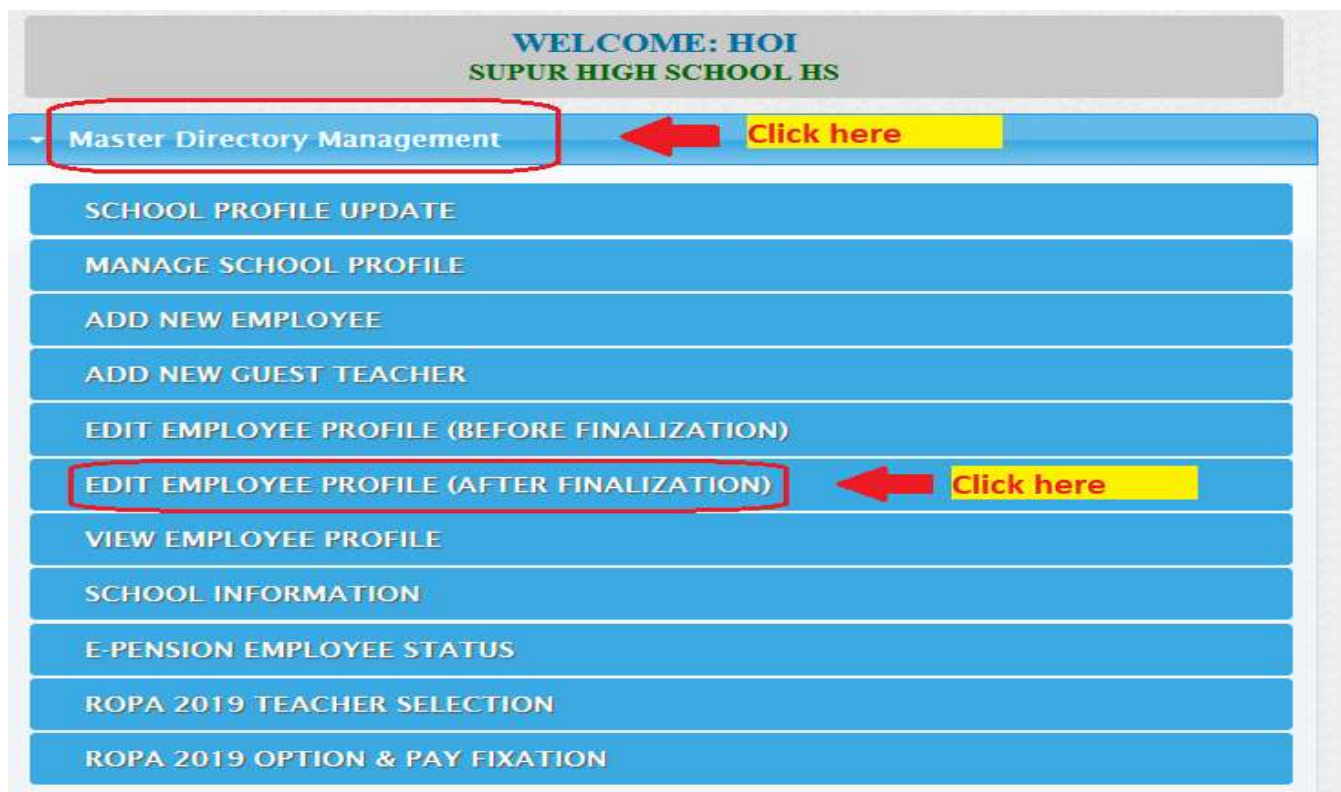 WELCOME: HOI
SUPUR HIGH SCHOOL HS
Master Directory Management Click here
SCHOOL PROFILE UPDATE
MANAGE SCHOOL PROFILE
ADD NEW EMPLOYEE
ADD NEW GUEST TEACHER
EDIT EMPLOYEE PROFILE (BEFORE FINALIZATION)
EDIT EMPLOYEE PROFILE (AFTER FINALIZATION) Click here
VIEW EMPLOYEE PROFILE
SCHOOL INFORMATION
E-PENSION EMPLOYEE STATUS
ROPA 2019 TEACHER SELECTION
ROPA 2019 OPTION & PAY FIXATION